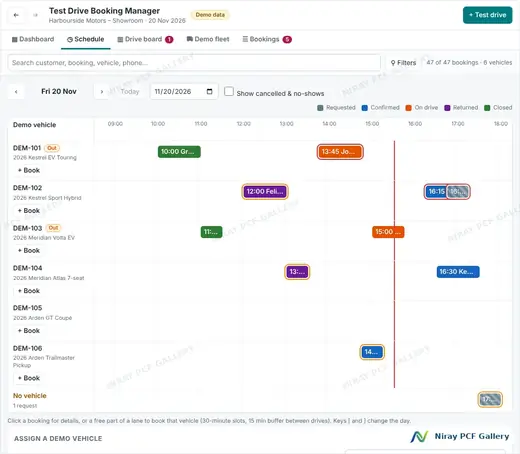 Test Drive Booking Manager
Harbourside Motors – Showroom · 20 Nov 2026
Demo data
+ Test drive
Dashboard
Schedule
Drive board 1
Demo fleet
Bookings 5
Search customer, booking, vehicle, phone...
Filters
47 of 47 bookings · 6 vehicles
Fri 20 Nov
Today
11/20/2026
Show cancelled & no-shows
Requested
Confirmed
On drive
Returned
Closed
Demo vehicle
09:00 10:00 11:00 12:00 13:00 14:00 15:00 16:00 17:00 18:00
DEM-101 Out
2026 Kestrel EV Touring
+ Book
10:00 Gr...
13:45 Jo...
DEM-102
2026 Kestrel Sport Hybrid
+ Book
12:00 Feli...
16:15
DEM-103 Out
2026 Meridian Volta EV
+ Book
11:...
15:00 ...
DEM-104
2026 Meridian Atlas 7-seat
+ Book
13:...
16:30 Ke...
DEM-105
2026 Arden GT Coupe
+ Book
DEM-106
2026 Arden Trailmaster
Pickup
+ Book
14...
No vehicle
1 request
17...
Click a booking for details, or a free part of a lane to book that vehicle (30-minute slots, 15 min buffer between drives). Keys [ and ] change the day.
ASSIGN A DEMO VEHICLE
Niray PCF Gallery